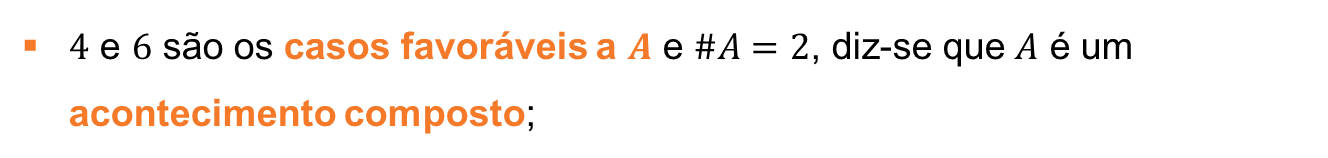 ▪ 4 e 6 são os casos favoráveis a A e #A = 2, diz-se que A é um
acontecimento composto;